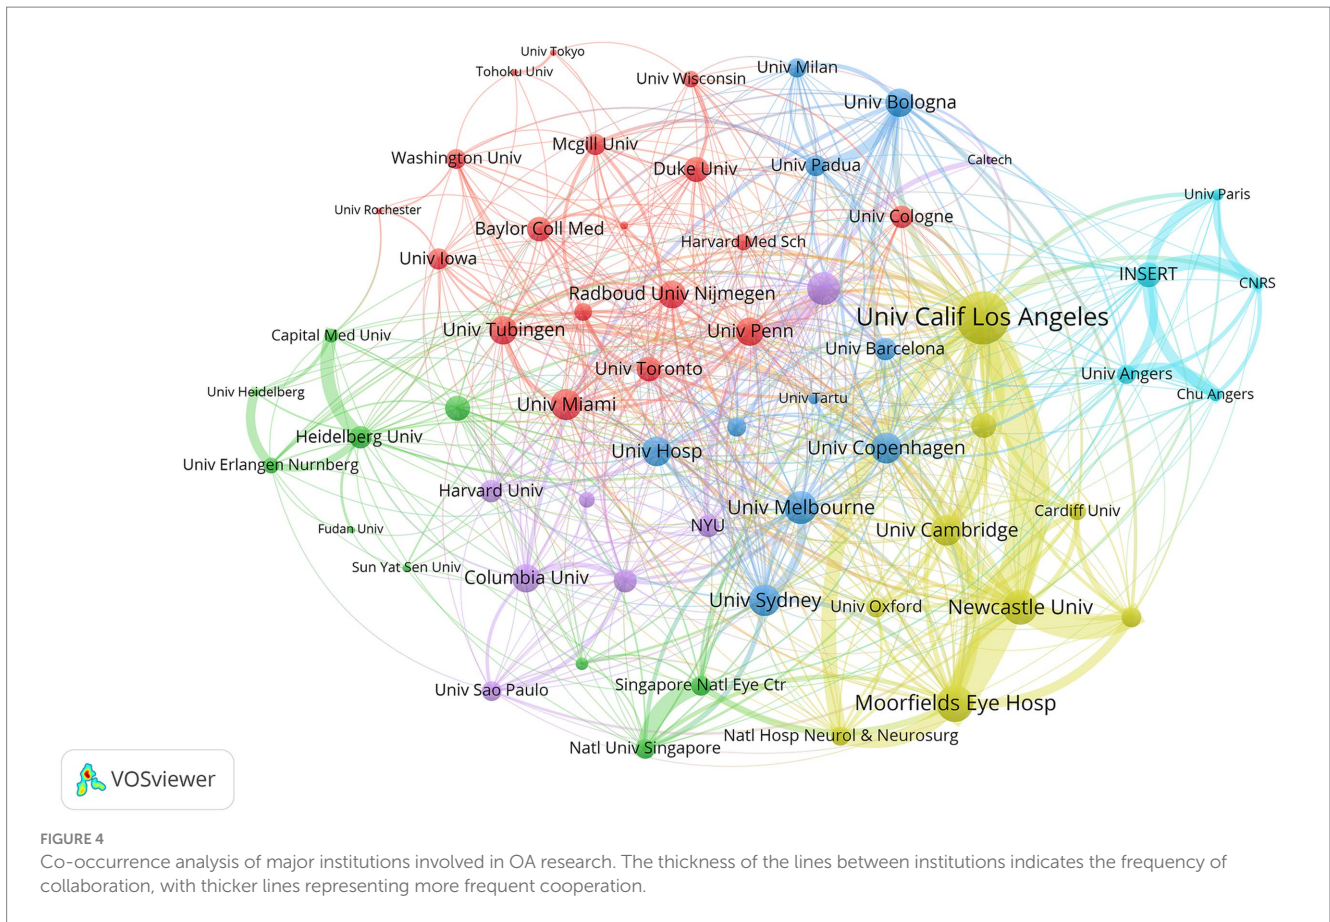 Univ Tokyo
Tohoku Univ
Univ Wisconsin
Univ Milan
Univ Bologna
Washington Univ
Mcgill Univ
Duke Univ
Univ Padua
Caltech
Univ Paris
Univ Rochester
Baylor Coll Med
Univ Cologne
Harvard Med Sch
Univ Iowa
INSERT
CNRS
Radboud Univ Nijmegen
Univ Calif Los Angeles
Capital Med Univ
Univ Tubingen
Univ Penn
Univ Barcelona
Univ Toronto
Univ Angers
Univ Heidelberg
Univ Miami
Univ Tartu
Chu Angers
Heidelberg Univ
Univ Hosp
Univ Copenhagen
Univ Erlangen Nurnberg
Harvard Univ
Univ Melbourne
Cardiff Univ
Fudan Univ
NYU
Univ Cambridge
Sun Yat Sen Univ
Columbia Univ
Univ Sydney
Univ Oxford
Newcastle Univ
Univ Sao Paulo
Singapore Natl Eye Ctr
Moorfields Eye Hosp
Natl Univ Singapore
Natl Hosp Neurol & Neurosurg
VOSviewer
FIGURE 4
Co-occurrence analysis of major institutions involved in OA research. The thickness of the lines between institutions indicates the frequency of
collaboration, with thicker lines representing more frequent cooperation.